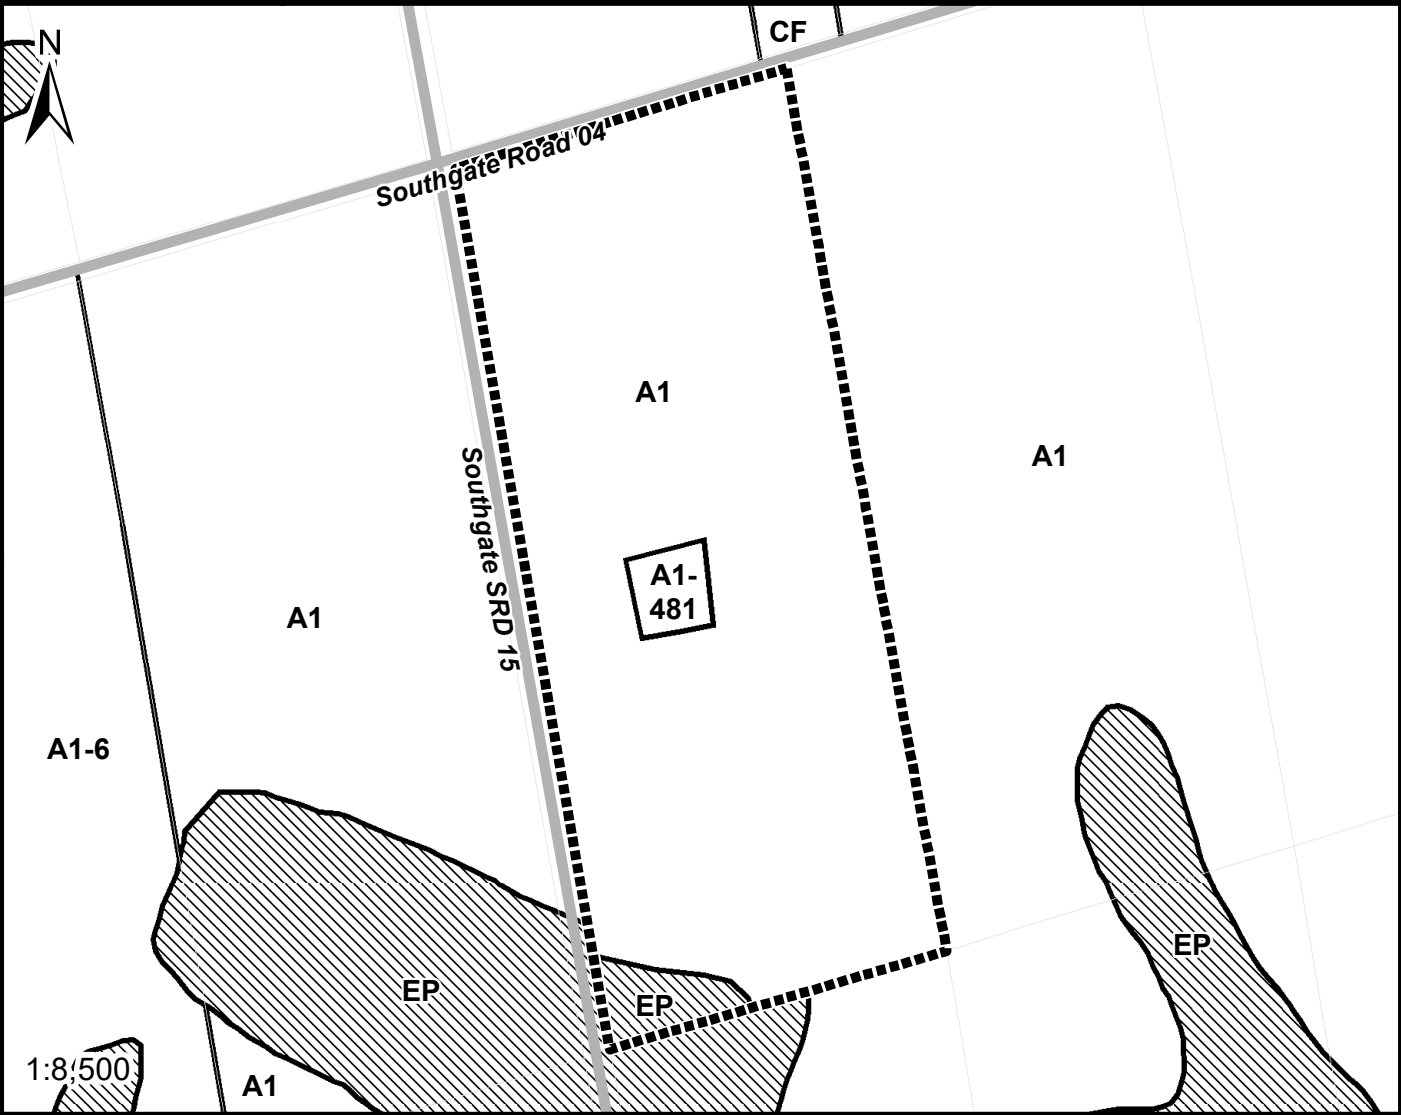 CF
N
Southgate Road 04
A1
A1
Southgate SRD 15
A1-
481
A1
A1-6
EP
EP
EP
1:8,500
A1